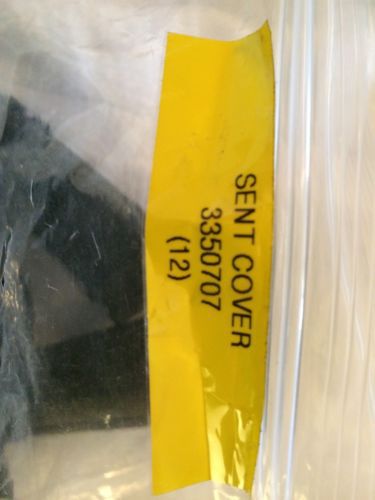 SENT COVER
3350707
(12)